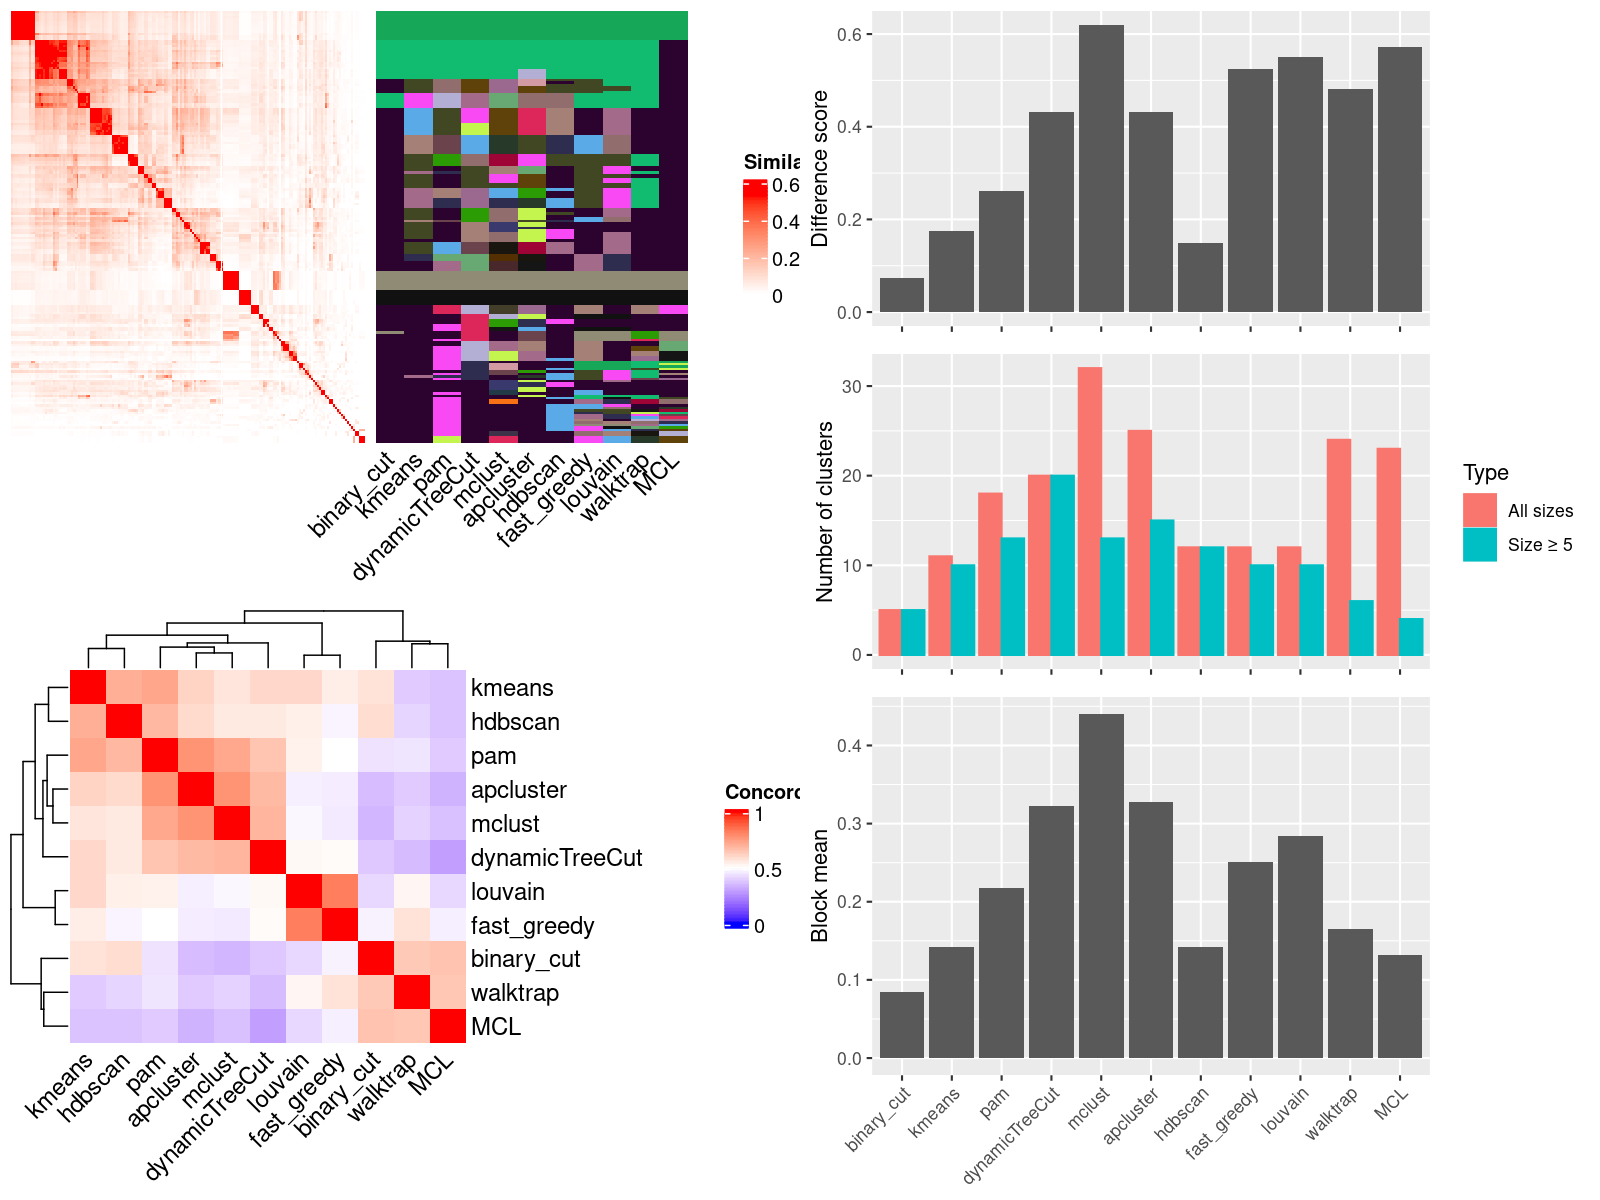 Simila
0.6
0.4
0.2
0
binary_cut
kmeans
pam
dynamicTreeCut
mclust
apcluster
hdbscan
fast_greedy
louvain
walktrap
MCL
Difference score
0.6
0.4
0.2
0.0
Number of clusters
30
20
10
0
Type
All sizes
Size ≥ 5
kmeans
hdbscan
pam
apcluster
mclust
dynamicTreeCut
louvain
fast_greedy
binary_cut
walktrap
MCL
kmeans
hdbscan
pam
apcluster
mclust
dynamicTreeCut
louvain
fast_greedy
binary_cut
walktrap
MCL
Concord
1
0.5
0
Block mean
0.4
0.3
0.2
0.1
0.0
binary_cut
kmeans
pam
dynamicTreeCut
mclust
apcluster
hdbscan
fast_greedy
louvain
walktrap
MCL